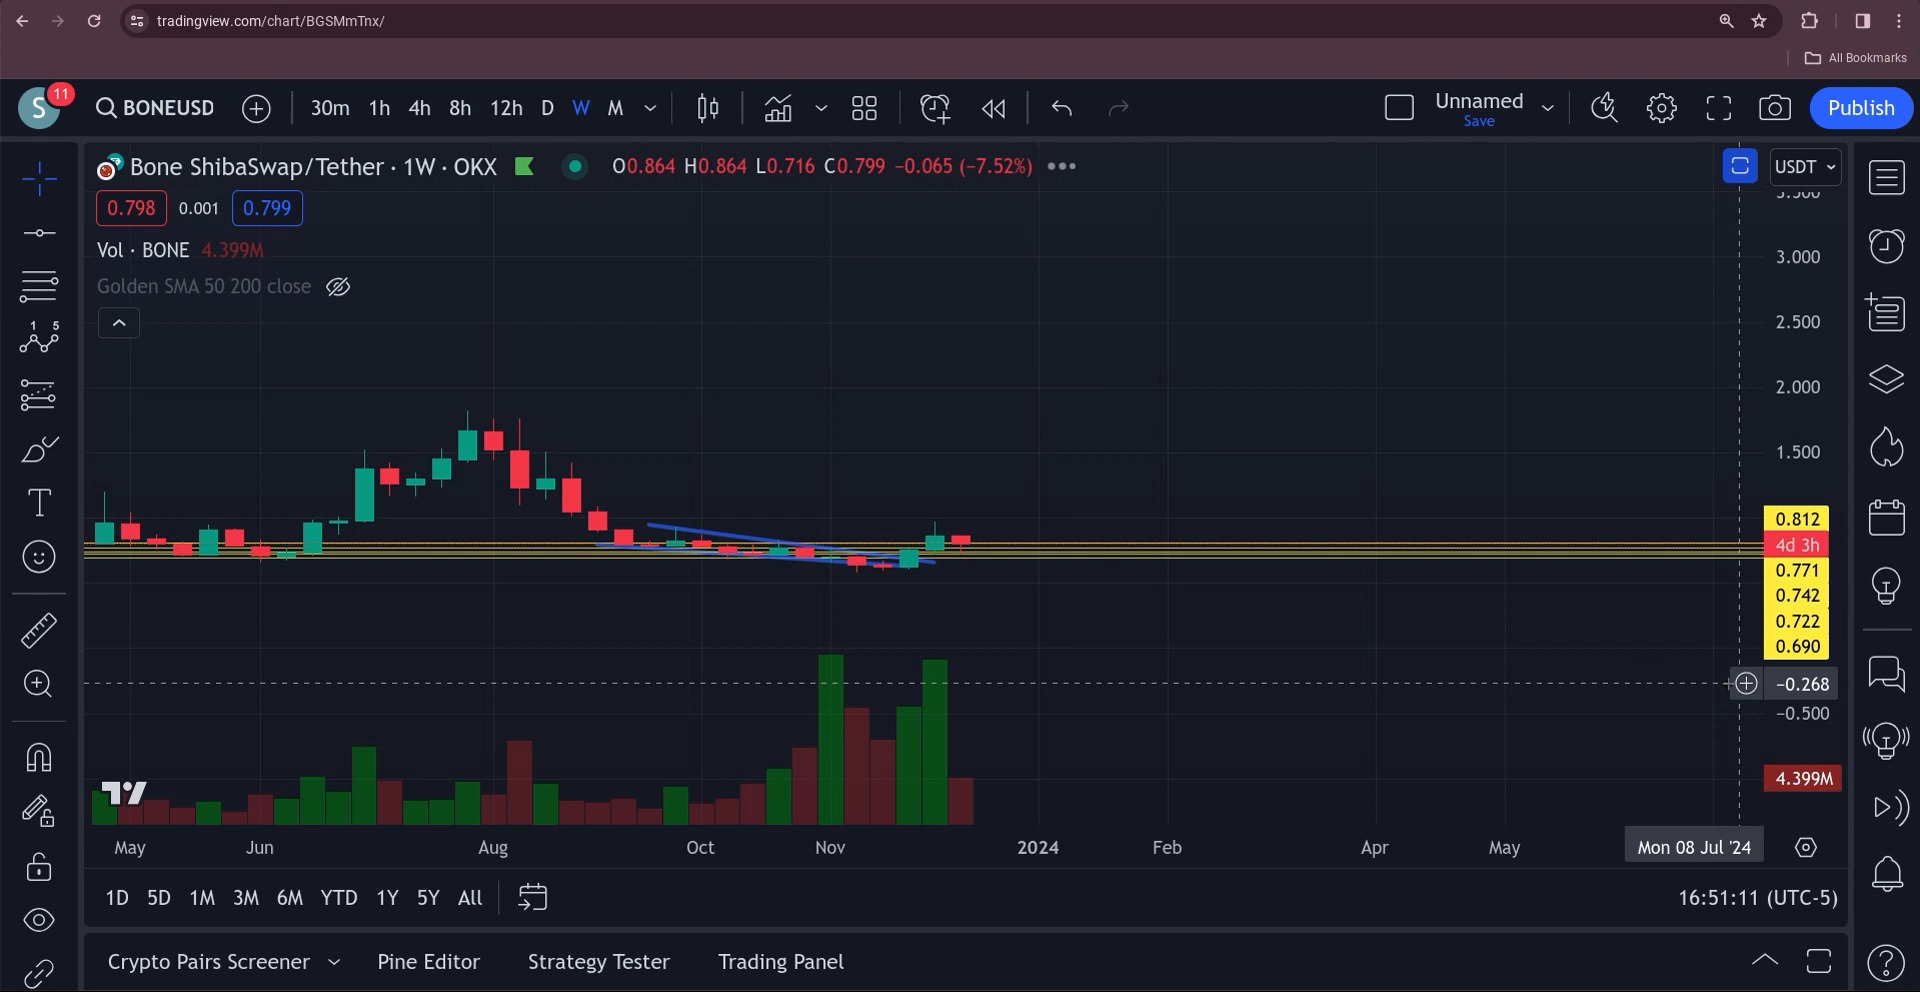 tradingview.com/chart/BGSMmTnx/
All Bookmarks
S 11 BONEUSD 30m 1h 4h 8h 12h D W M Unnamed Publish
Save
Bone ShibaSwap/Tether · 1W · OKX O0.864 H0.864 L0.716 C0.799 −0.065 (−7.52%) USDT
3.500
0.798 0.001 0.799
Vol · BONE 4.399M
3.000
Golden SMA 50 200 close
2.500
2.000
1.500
0.812
4d 3h
0.771
0.742
0.722
0.690
−0.268
−0.500
4.399M
May Jun Aug Oct Nov 2024 Feb Apr May Mon 08 Jul '24
1D 5D 1M 3M 6M YTD 1Y 5Y All 16:51:11 (UTC-5)
Crypto Pairs Screener Pine Editor Strategy Tester Trading Panel